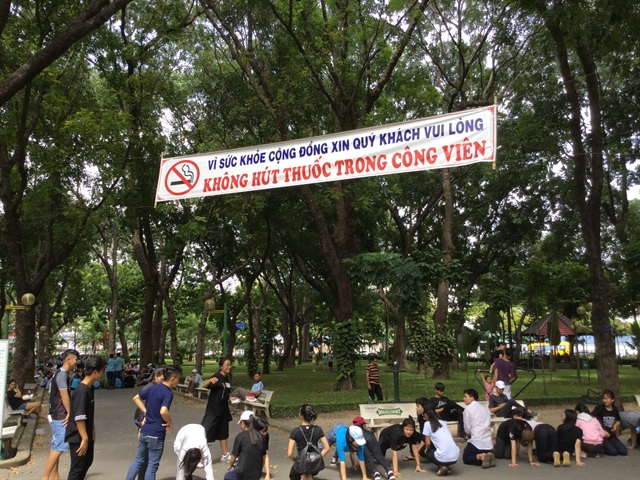 VÌ SỨC KHỎE CỘNG ĐỒNG XIN QUÝ KHÁCH VUI LÒNG
KHÔNG HÚT THUỐC TRONG CÔNG VIÊN